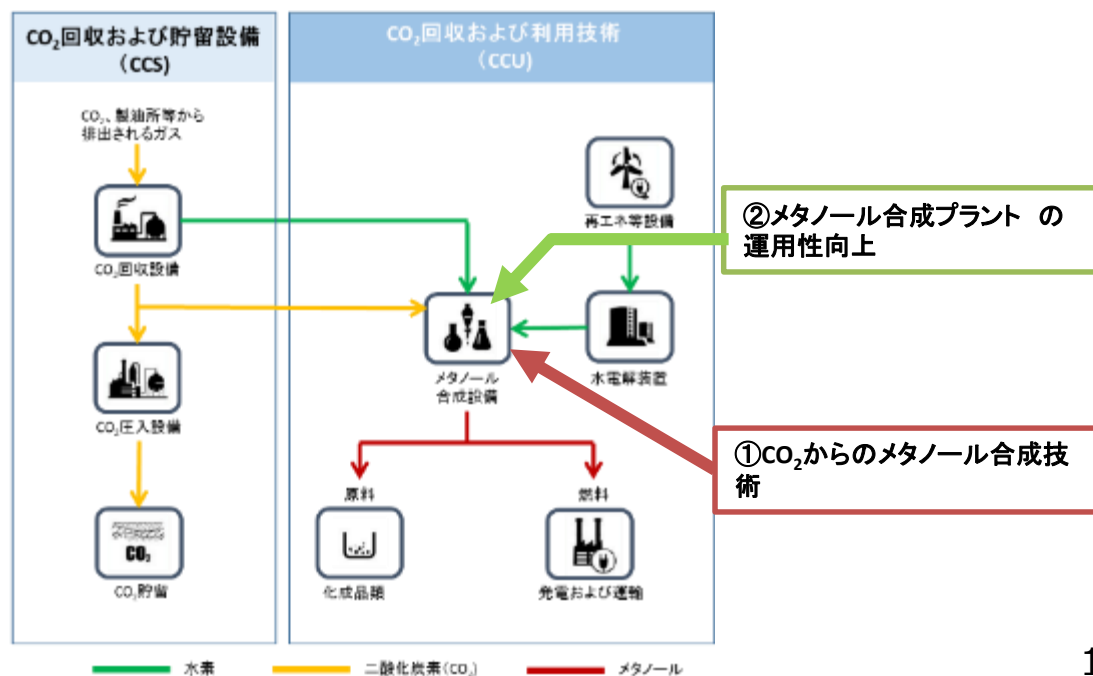 CO₂回収および貯留設備
（CCS)
CO₂回収および利用技術
（CCU)
CO₂、製油所等から
排出されるガス
再エネ等設備
②メタノール合成プラント の
運用性向上
CO₂回収設備
メタノール
合成設備
水電解装置
CO₂圧入設備
①CO₂からのメタノール合成技
術
原料
燃料
CO₂
CO₂貯留
化成品類
発電および運輸
水素
二酸化炭素（CO₂)
メタノール
1